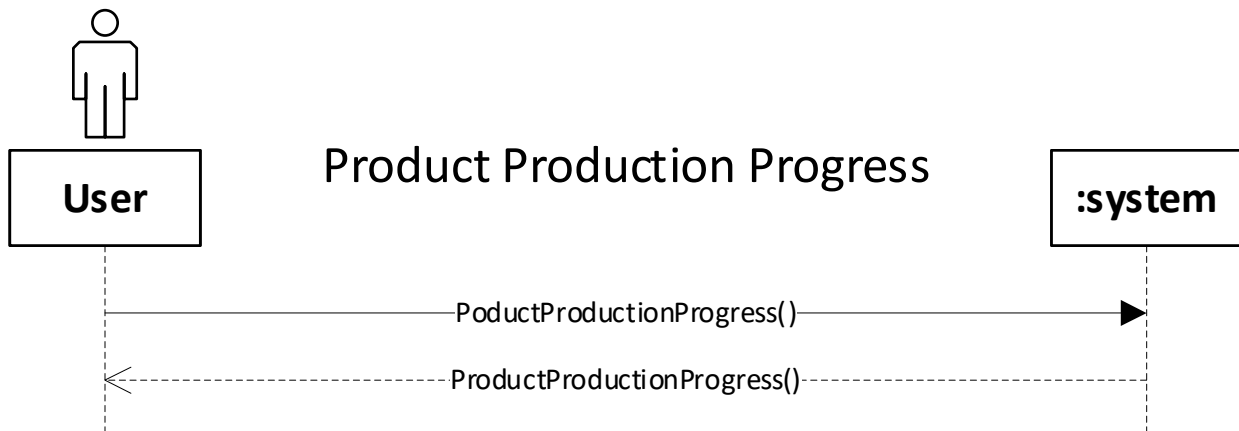 Product Production Progress
User
:system
PoductProductionProgress()
ProductProductionProgress()